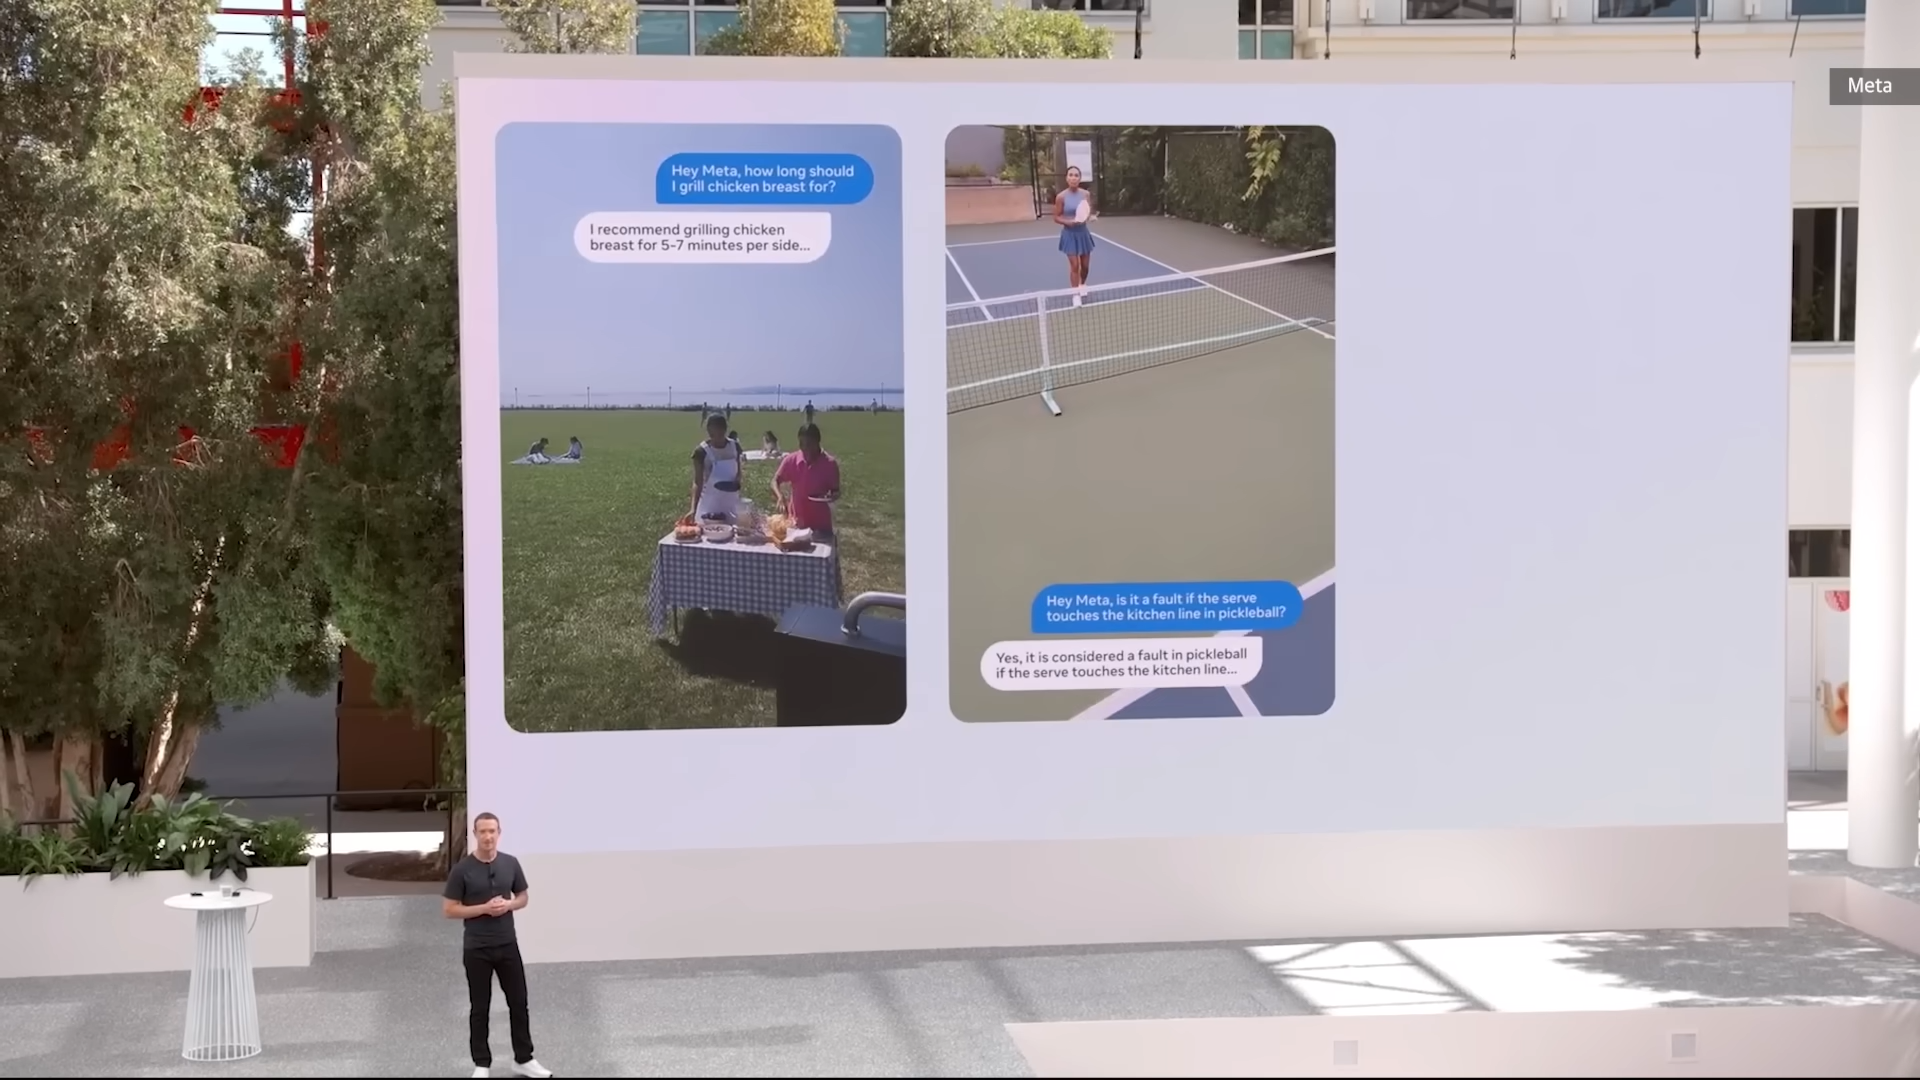 Meta
Hey Meta, how long should
I grill chicken breast for?
I recommend grilling chicken
breast for 5-7 minutes per side...
Hey Meta, is it a fault if the serve
touches the kitchen line in pickleball?
Yes, it is considered a fault in pickleball
if the serve touches the kitchen line...